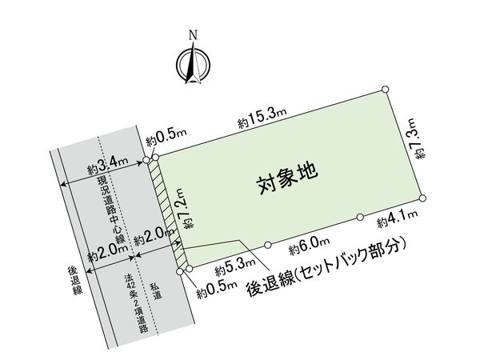 N
約0.5m
約15.3m
約3.4m
現況道路中心線
約7.2m
対象地
約7.3m
約2.0m
約2.0m
後退線
法42条2項道路
私道
約0.5m
約5.3m
約6.0m
約4.1m
後退線(セットバック部分)